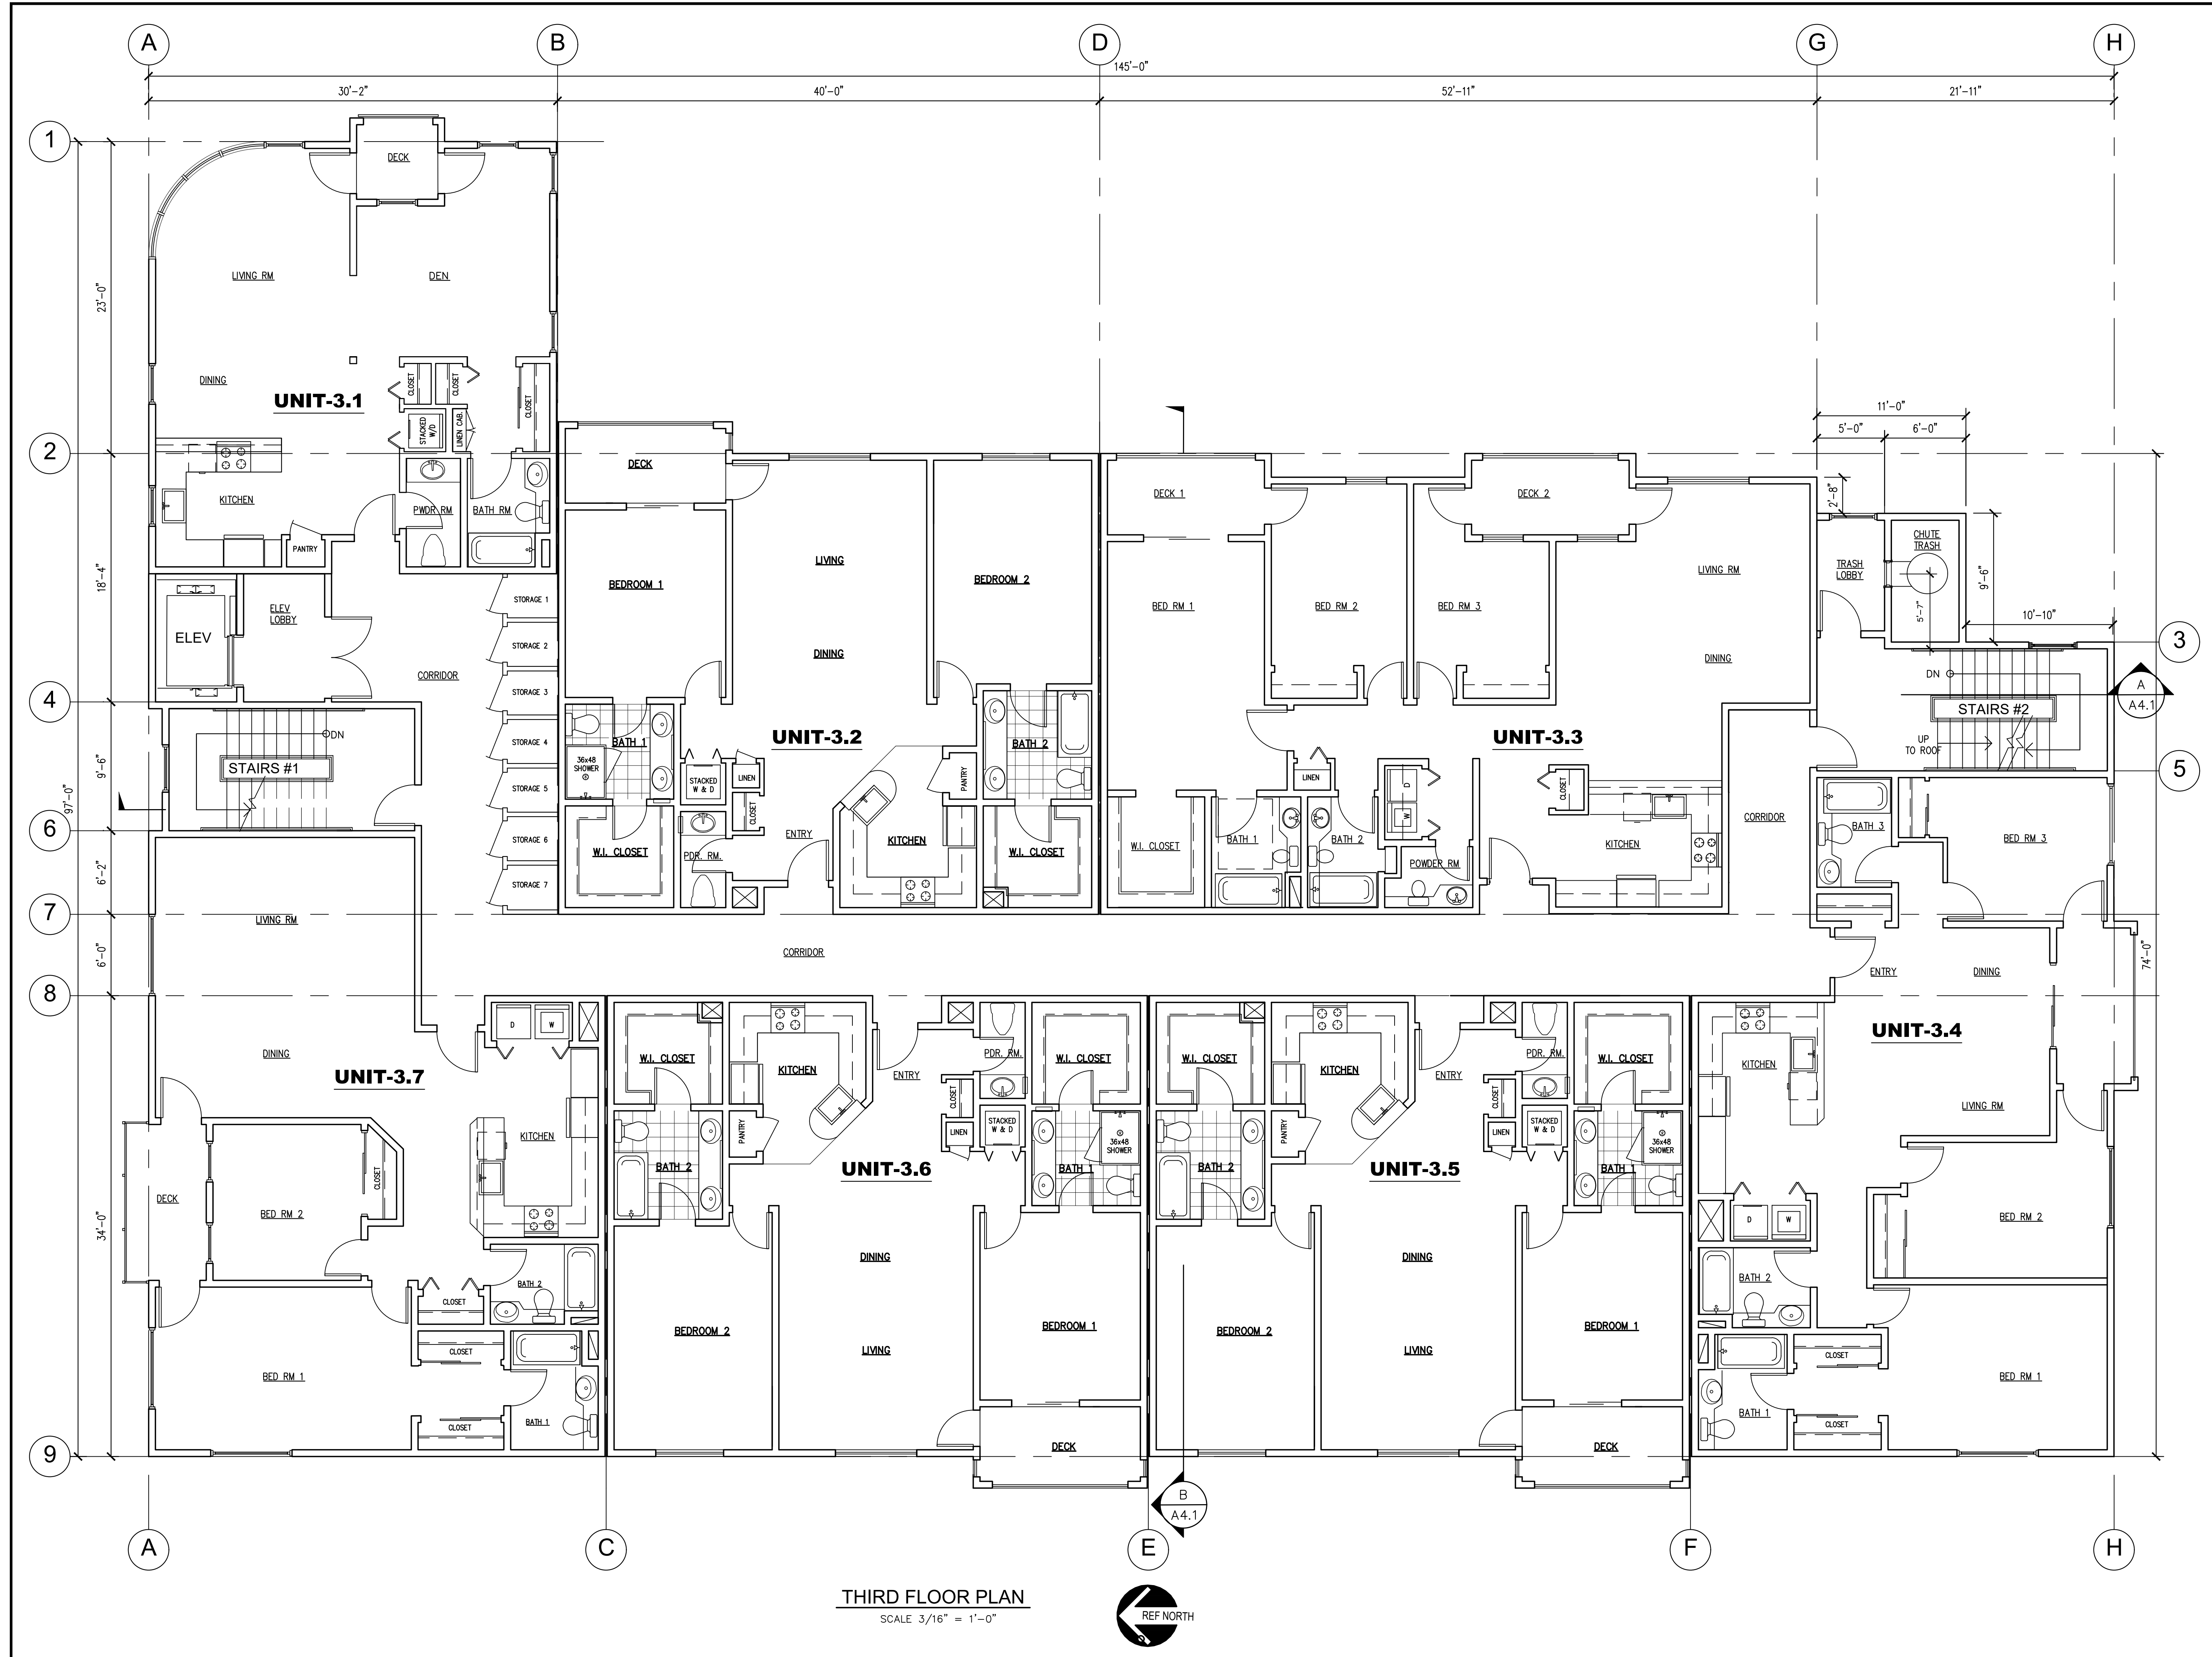 A
B
D
G
H
145'-0"
30'-2"
40'-0"
52'-11"
21'-11"
1
2
4
6
7
8
9
3
5
97'-0"
23'-0"
18'-4"
9'-6"
6'-2"
6'-0"
34'-0"
74'-0"
11'-0"
5'-0"
6'-0"
2'-8"
9'-6"
5'-7"
10'-10"
DECK
LIVING RM
DEN
DINING
UNIT-3.1
CLOSET
CLOSET
CLOSET
STACKED
W/D
LINEN CAB.
KITCHEN
PWDR RM
BATH RM
PANTRY
ELEV
ELEV
LOBBY
CORRIDOR
STORAGE 1
STORAGE 2
STORAGE 3
STORAGE 4
STORAGE 5
STORAGE 6
STORAGE 7
DN
STAIRS #1
DECK
BEDROOM 1
LIVING
BEDROOM 2
DINING
UNIT-3.2
BATH 1
36x48
SHOWER
STACKED
W & D
LINEN
CLOSET
PANTRY
BATH 2
W.I. CLOSET
PDR. RM.
ENTRY
KITCHEN
W.I. CLOSET
DECK 1
DECK 2
BED RM 1
BED RM 2
BED RM 3
LIVING RM
DINING
UNIT-3.3
LINEN
D
W
CLOSET
W.I. CLOSET
BATH 1
BATH 2
POWDER RM
KITCHEN
CORRIDOR
TRASH
LOBBY
CHUTE
TRASH
DN
STAIRS #2
UP
TO ROOF
A
A4.1
BATH 3
BED RM 3
CORRIDOR
ENTRY
DINING
UNIT-3.4
KITCHEN
LIVING RM
D
W
BED RM 2
BATH 2
BED RM 1
CLOSET
CLOSET
BATH 1
LIVING RM
DINING
UNIT-3.7
D
W
KITCHEN
CLOSET
DECK
BED RM 2
BATH 2
CLOSET
CLOSET
BED RM 1
CLOSET
BATH 1
W.I. CLOSET
KITCHEN
ENTRY
PDR. RM.
W.I. CLOSET
CLOSET
PANTRY
LINEN
STACKED
W & D
36x48
SHOWER
BATH 2
UNIT-3.6
BATH 1
DINING
BEDROOM 2
LIVING
BEDROOM 1
DECK
W.I. CLOSET
KITCHEN
ENTRY
PDR. RM.
W.I. CLOSET
CLOSET
PANTRY
LINEN
STACKED
W & D
36x48
SHOWER
BATH 2
UNIT-3.5
BATH 1
DINING
BEDROOM 2
LIVING
BEDROOM 1
DECK
B
A4.1
A
C
E
F
H
THIRD FLOOR PLAN
SCALE 3/16" = 1'-0"
REF NORTH